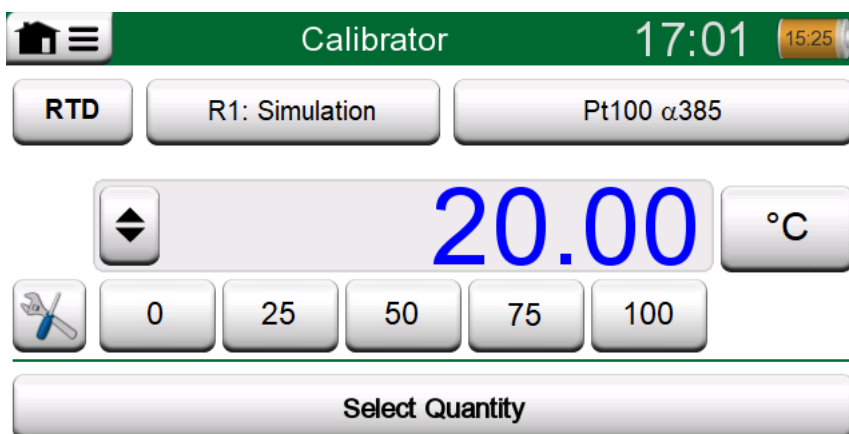 Calibrator 17:01 15:25
RTD R1: Simulation Pt100 α385
20.00 °C
0 25 50 75 100
Select Quantity